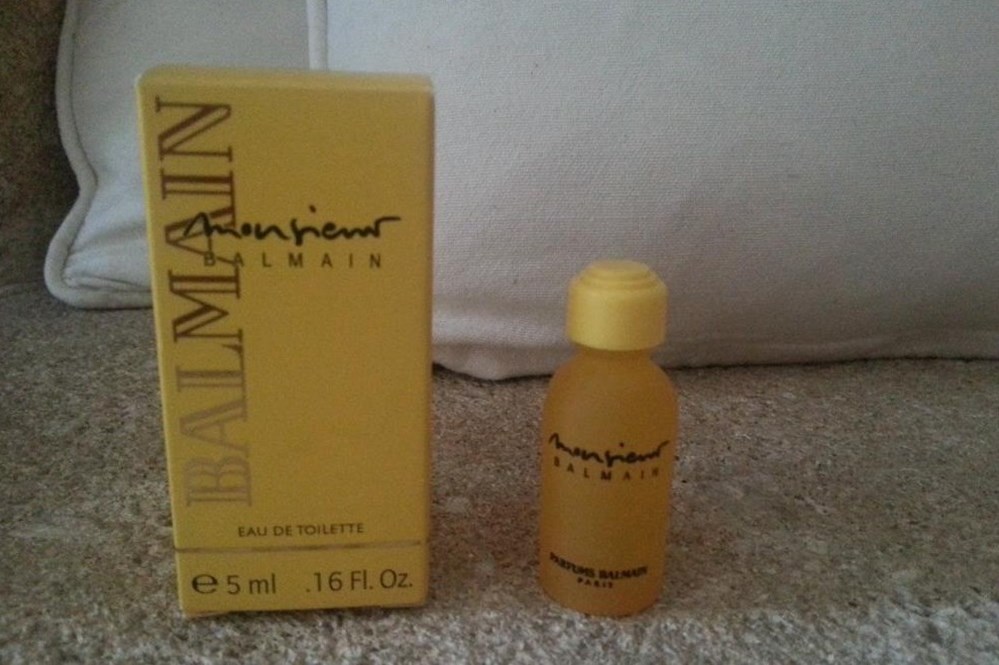 BALMAIN
monsieur
BALMAIN
EAU DE TOILETTE
e 5 ml .16 Fl. Oz.
monsieur
BALMAIN
PARFUMS BALMAIN
PARIS